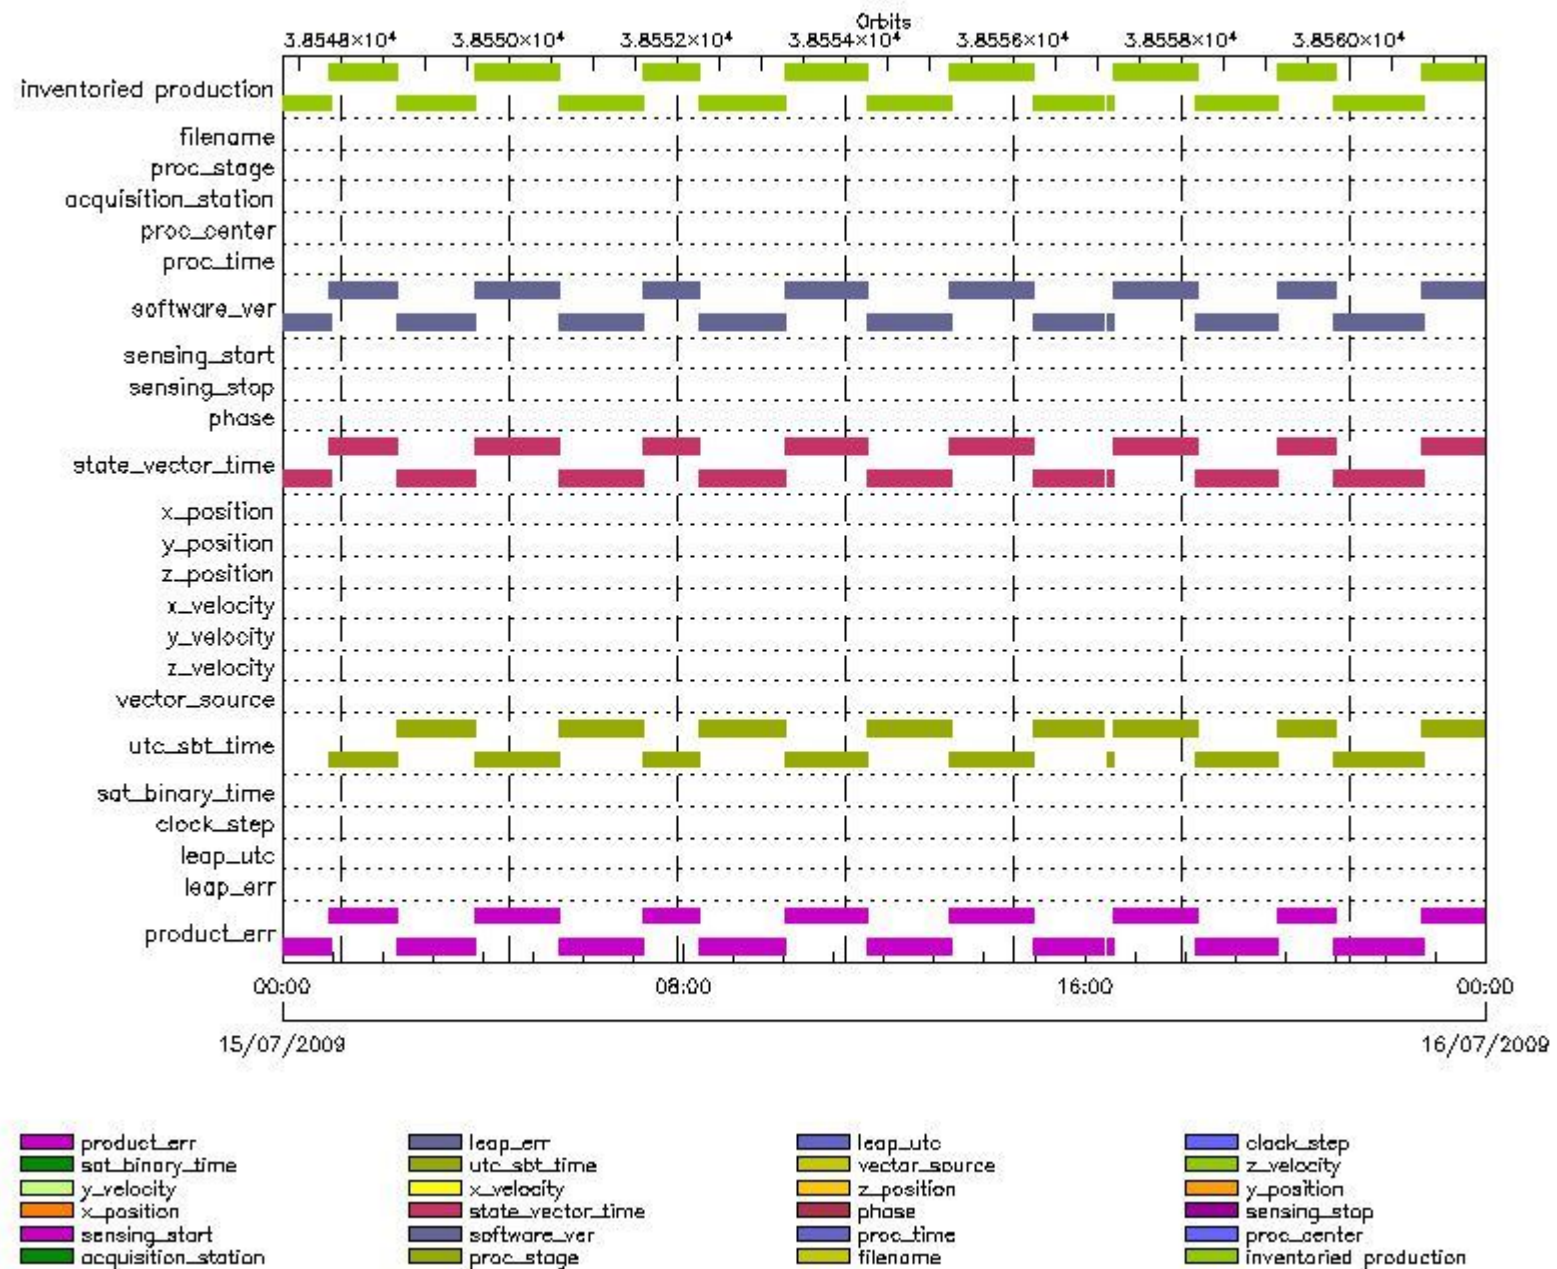 Orbits
3.8548×10⁴ 3.8550×10⁴ 3.8552×10⁴ 3.8554×10⁴ 3.8556×10⁴ 3.8558×10⁴ 3.8560×10⁴
inventoried production
filename
proc_stage
acquisition_station
proc_center
proc_time
software_ver
sensing_start
sensing_stop
phase
state_vector_time
x_position
y_position
z_position
x_velocity
y_velocity
z_velocity
vector_source
utc_sbt_time
sat_binary_time
clock_step
leap_utc
leap_err
product_err
00:00 08:00 16:00 00:00
15/07/2009 16/07/2009
product_err leap_err leap_utc clock_step
sat_binary_time utc_sbt_time vector_source z_velocity
y_velocity x_velocity z_position y_position
x_position state_vector_time phase sensing_stop
sensing_start software_ver proc_time proc_center
acquisition_station proc_stage filename inventoried production